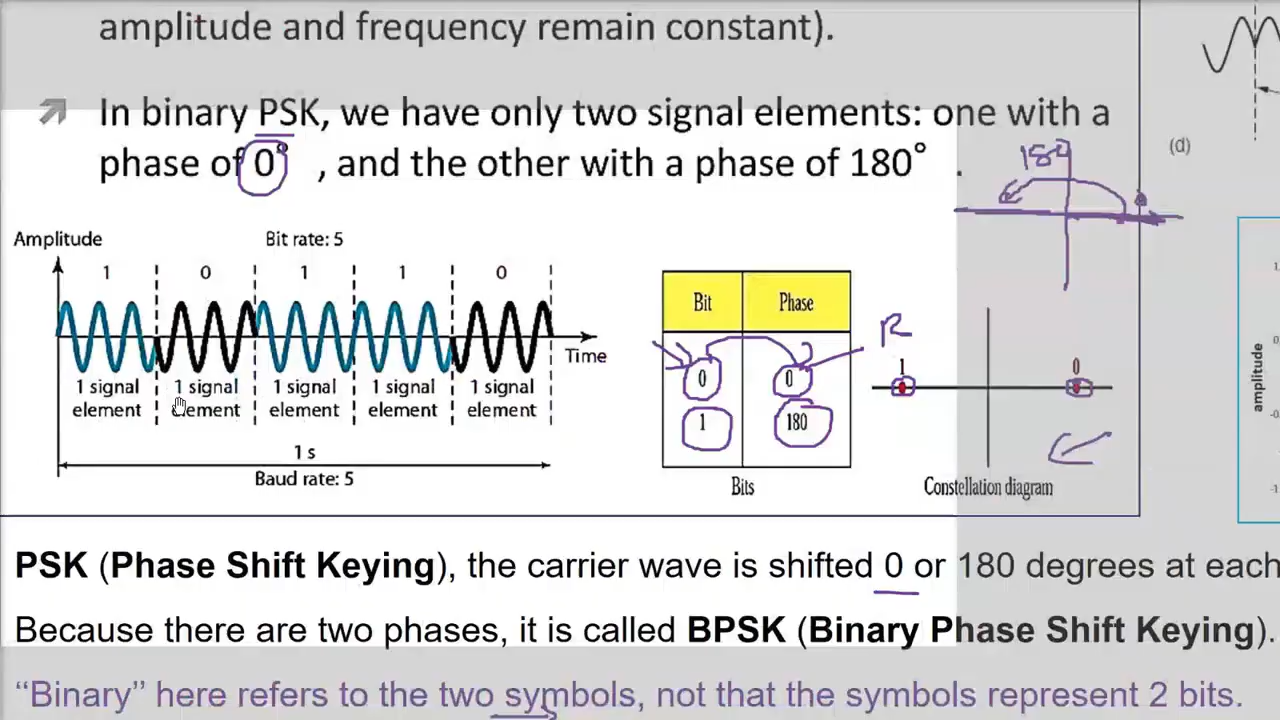 amplitude and frequency remain constant).
In binary PSK, we have only two signal elements: one with a
phase of 0° , and the other with a phase of 180° .
180
0
(d)
Amplitude
Bit rate: 5
1 0 1 1 0
Time
1 signal element
1 signal element
1 signal element
1 signal element
1 signal element
1 s
Baud rate: 5
Bit Phase
0 0
1 180
Bits
R
1 0
Constellation diagram
amplitude
1.
0.
-0.
-1
PSK (Phase Shift Keying), the carrier wave is shifted 0 or 180 degrees at each
Because there are two phases, it is called BPSK (Binary Phase Shift Keying).
“Binary” here refers to the two symbols, not that the symbols represent 2 bits.